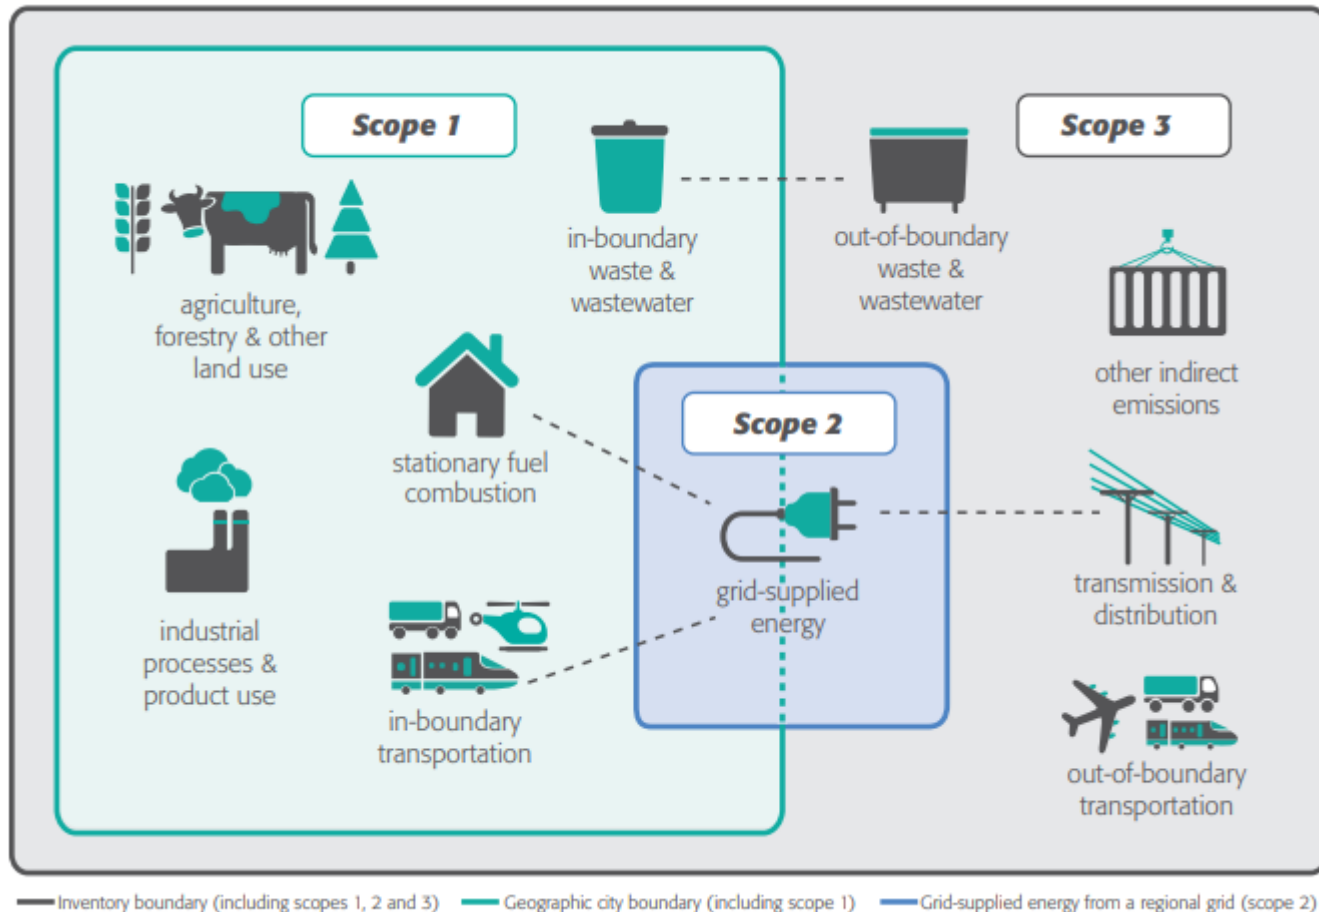 Scope 1
Scope 3
in-boundary
waste &
wastewater
out-of-boundary
waste &
wastewater
agriculture,
forestry & other
land use
other indirect
emissions
Scope 2
stationary fuel
combustion
grid-supplied
energy
transmission &
distribution
industrial
processes &
product use
in-boundary
transportation
out-of-boundary
transportation
Inventory boundary (including scopes 1, 2 and 3)
Geographic city boundary (including scope 1)
Grid-supplied energy from a regional grid (scope 2)